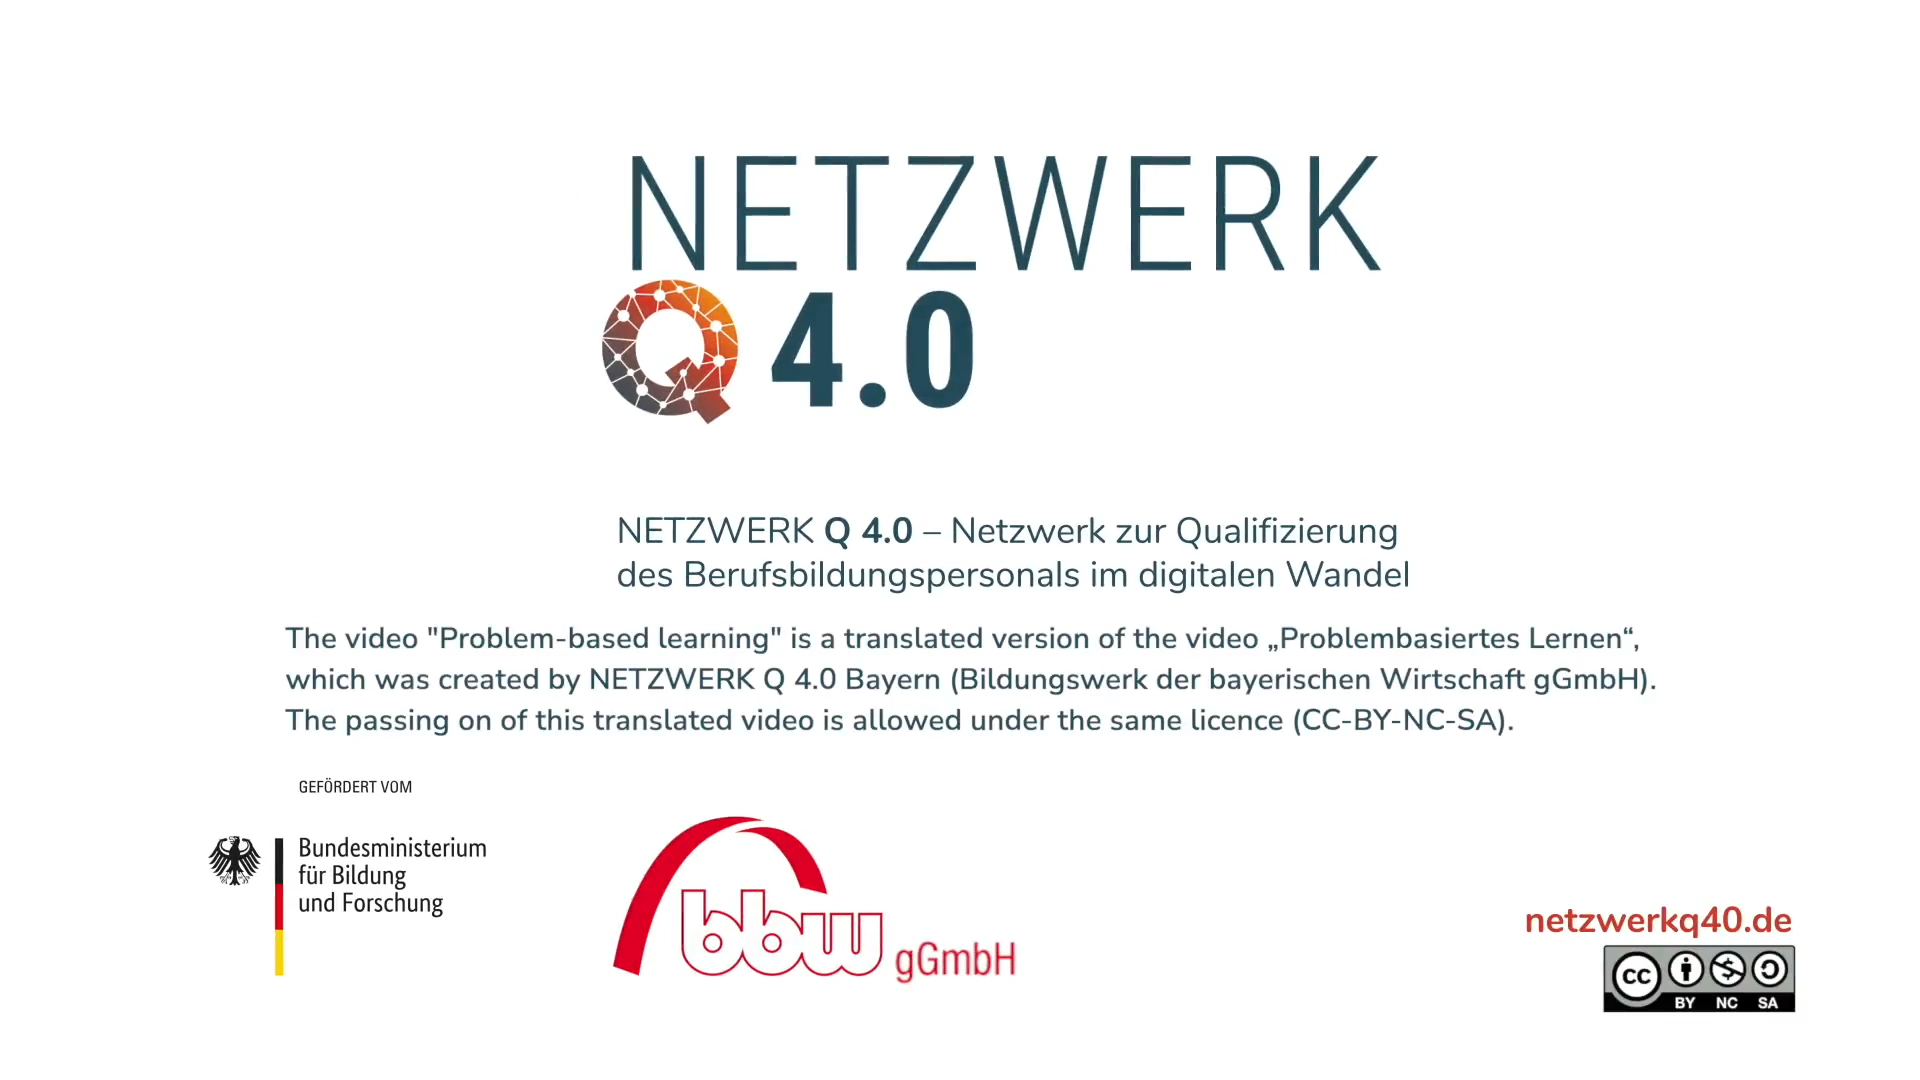 NETZWERK
Q 4.0
NETZWERK Q 4.0 – Netzwerk zur Qualifizierung
des Berufsbildungspersonals im digitalen Wandel
The video "Problem-based learning" is a translated version of the video „Problembasiertes Lernen“,
which was created by NETZWERK Q 4.0 Bayern (Bildungswerk der bayerischen Wirtschaft gGmbH).
The passing on of this translated video is allowed under the same licence (CC-BY-NC-SA).
GEFÖRDERT VOM
Bundesministerium
für Bildung
und Forschung
bbw gGmbH
netzwerkq40.de
cc
BY NC SA